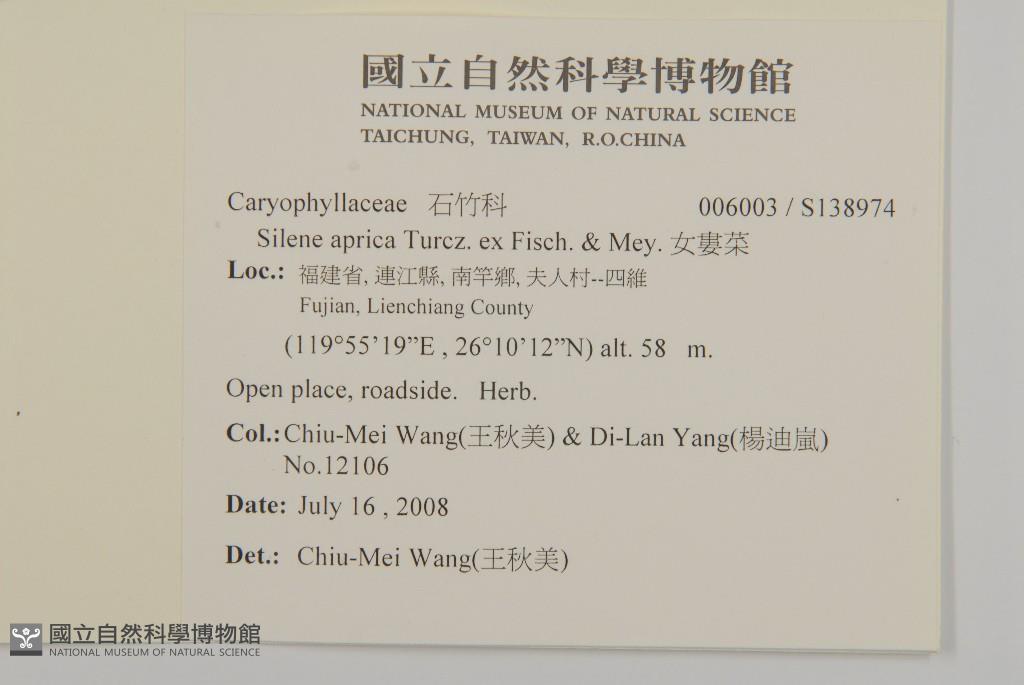 國立自然科學博物館
NATIONAL MUSEUM OF NATURAL SCIENCE
TAICHUNG, TAIWAN, R.O.CHINA
Caryophyllaceae 石竹科 006003 / S138974
Silene aprica Turcz. ex Fisch. & Mey. 女婁菜
Loc.: 福建省, 連江縣, 南竿鄉, 夫人村--四維
Fujian, Lienchiang County
(119°55’19”E , 26°10’12”N) alt. 58 m.
Open place, roadside. Herb.
Col.: Chiu-Mei Wang(王秋美) & Di-Lan Yang(楊迪嵐)
No.12106
Date: July 16 , 2008
Det.: Chiu-Mei Wang(王秋美)
國立自然科學博物館
NATIONAL MUSEUM OF NATURAL SCIENCE